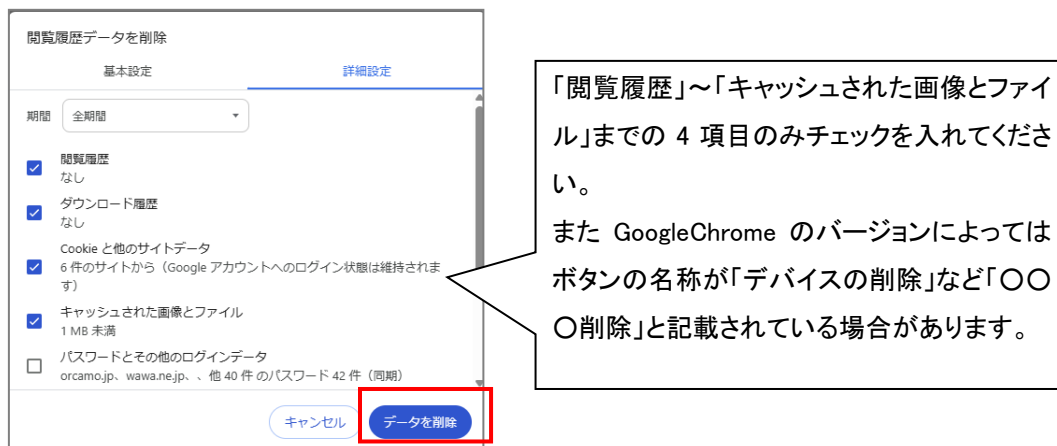 閲覧履歴データを削除
基本設定
詳細設定
期間
全期間
閲覧履歴
なし
ダウンロード履歴
なし
Cookie と他のサイトデータ
6 件のサイトから（Google アカウントへのログイン状態は維持されま
す）
キャッシュされた画像とファイル
1 MB 未満
パスワードとその他のログインデータ
orcamo.jp、wawa.ne.jp、、他 40 件 のパスワード 42 件（同期）
キャンセル
データを削除
「閲覧履歴」～「キャッシュされた画像とファイ
ル」までの 4 項目のみチェックを入れてくださ
い。
また GoogleChrome のバージョンによっては
ボタンの名称が「デバイスの削除」など「〇〇
〇削除」と記載されている場合があります。